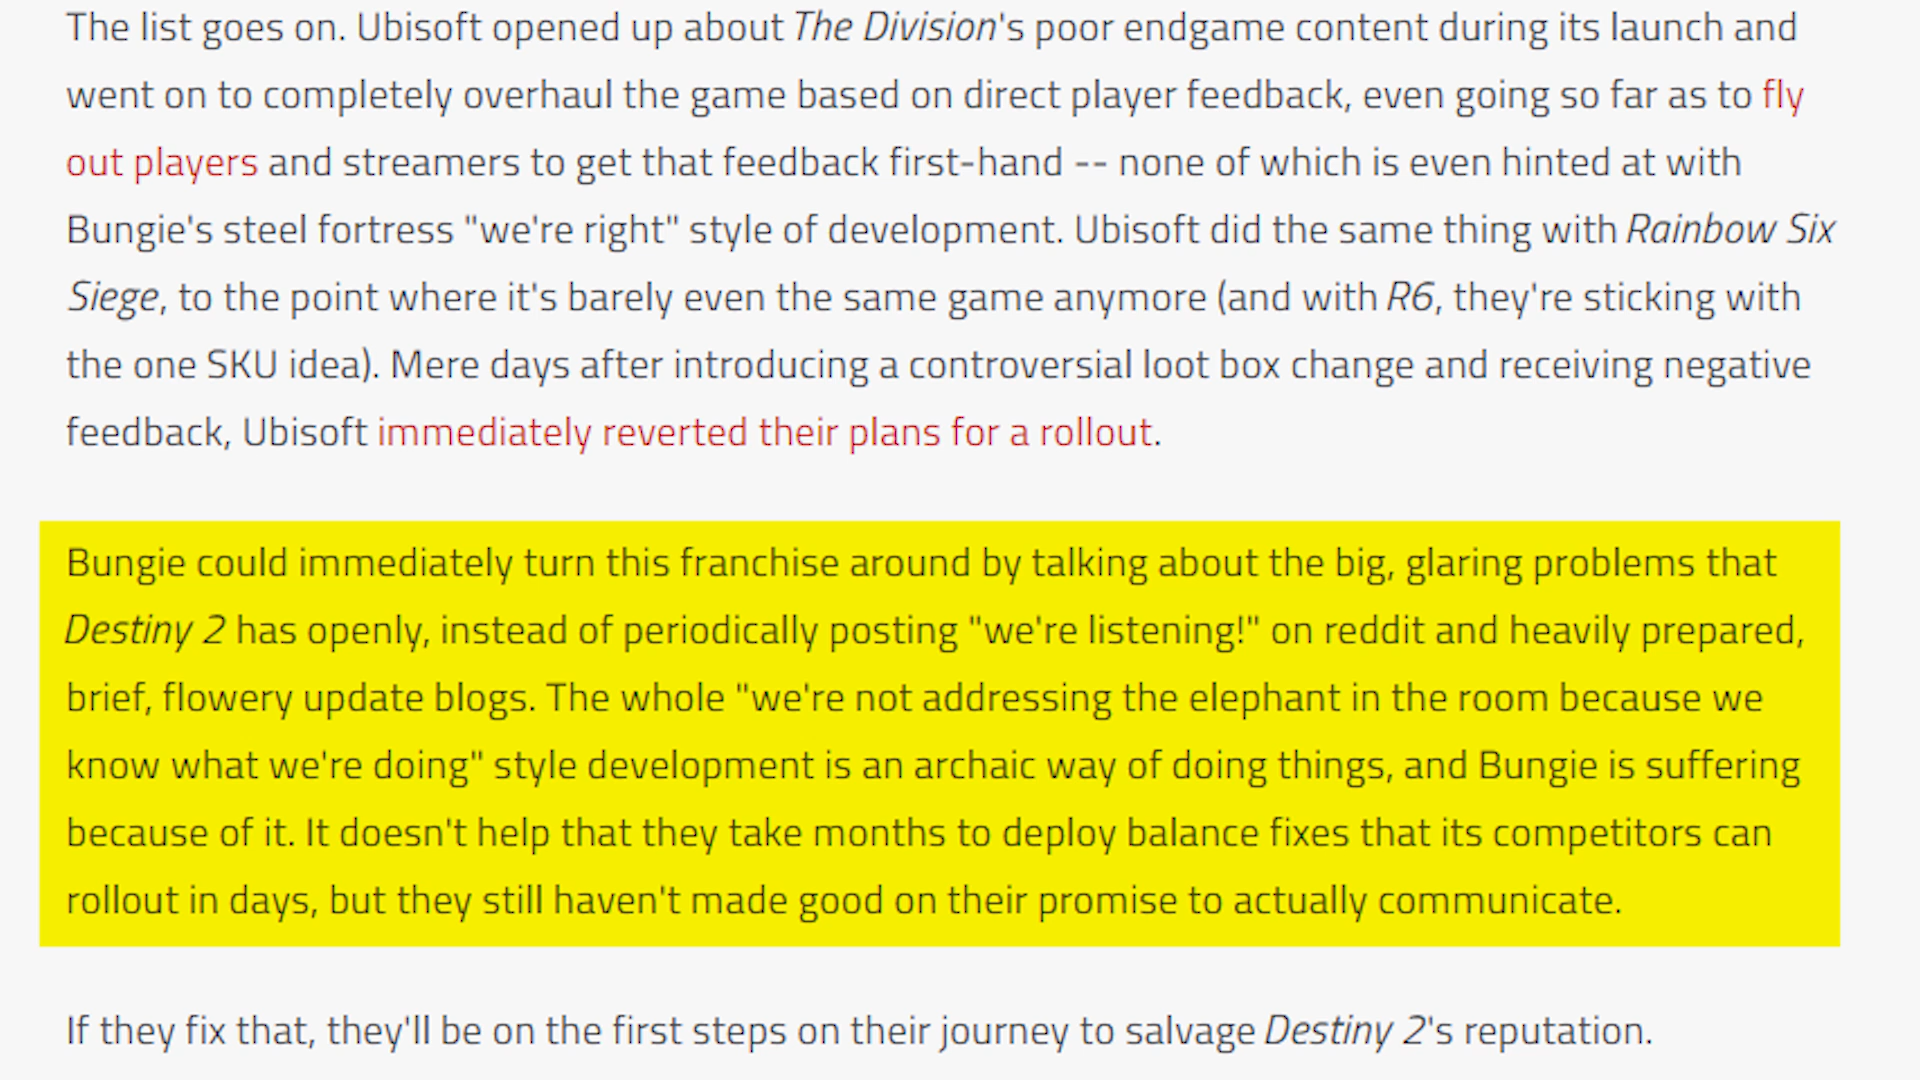 The list goes on. Ubisoft opened up about The Division's poor endgame content during its launch and
went on to completely overhaul the game based on direct player feedback, even going so far as to fly
out players and streamers to get that feedback first-hand -- none of which is even hinted at with
Bungie's steel fortress "we're right" style of development. Ubisoft did the same thing with Rainbow Six
Siege, to the point where it's barely even the same game anymore (and with R6, they're sticking with
the one SKU idea). Mere days after introducing a controversial loot box change and receiving negative
feedback, Ubisoft immediately reverted their plans for a rollout.
Bungie could immediately turn this franchise around by talking about the big, glaring problems that
Destiny 2 has openly, instead of periodically posting "we're listening!" on reddit and heavily prepared,
brief, flowery update blogs. The whole "we're not addressing the elephant in the room because we
know what we're doing" style development is an archaic way of doing things, and Bungie is suffering
because of it. It doesn't help that they take months to deploy balance fixes that its competitors can
rollout in days, but they still haven't made good on their promise to actually communicate.
If they fix that, they'll be on the first steps on their journey to salvage Destiny 2's reputation.